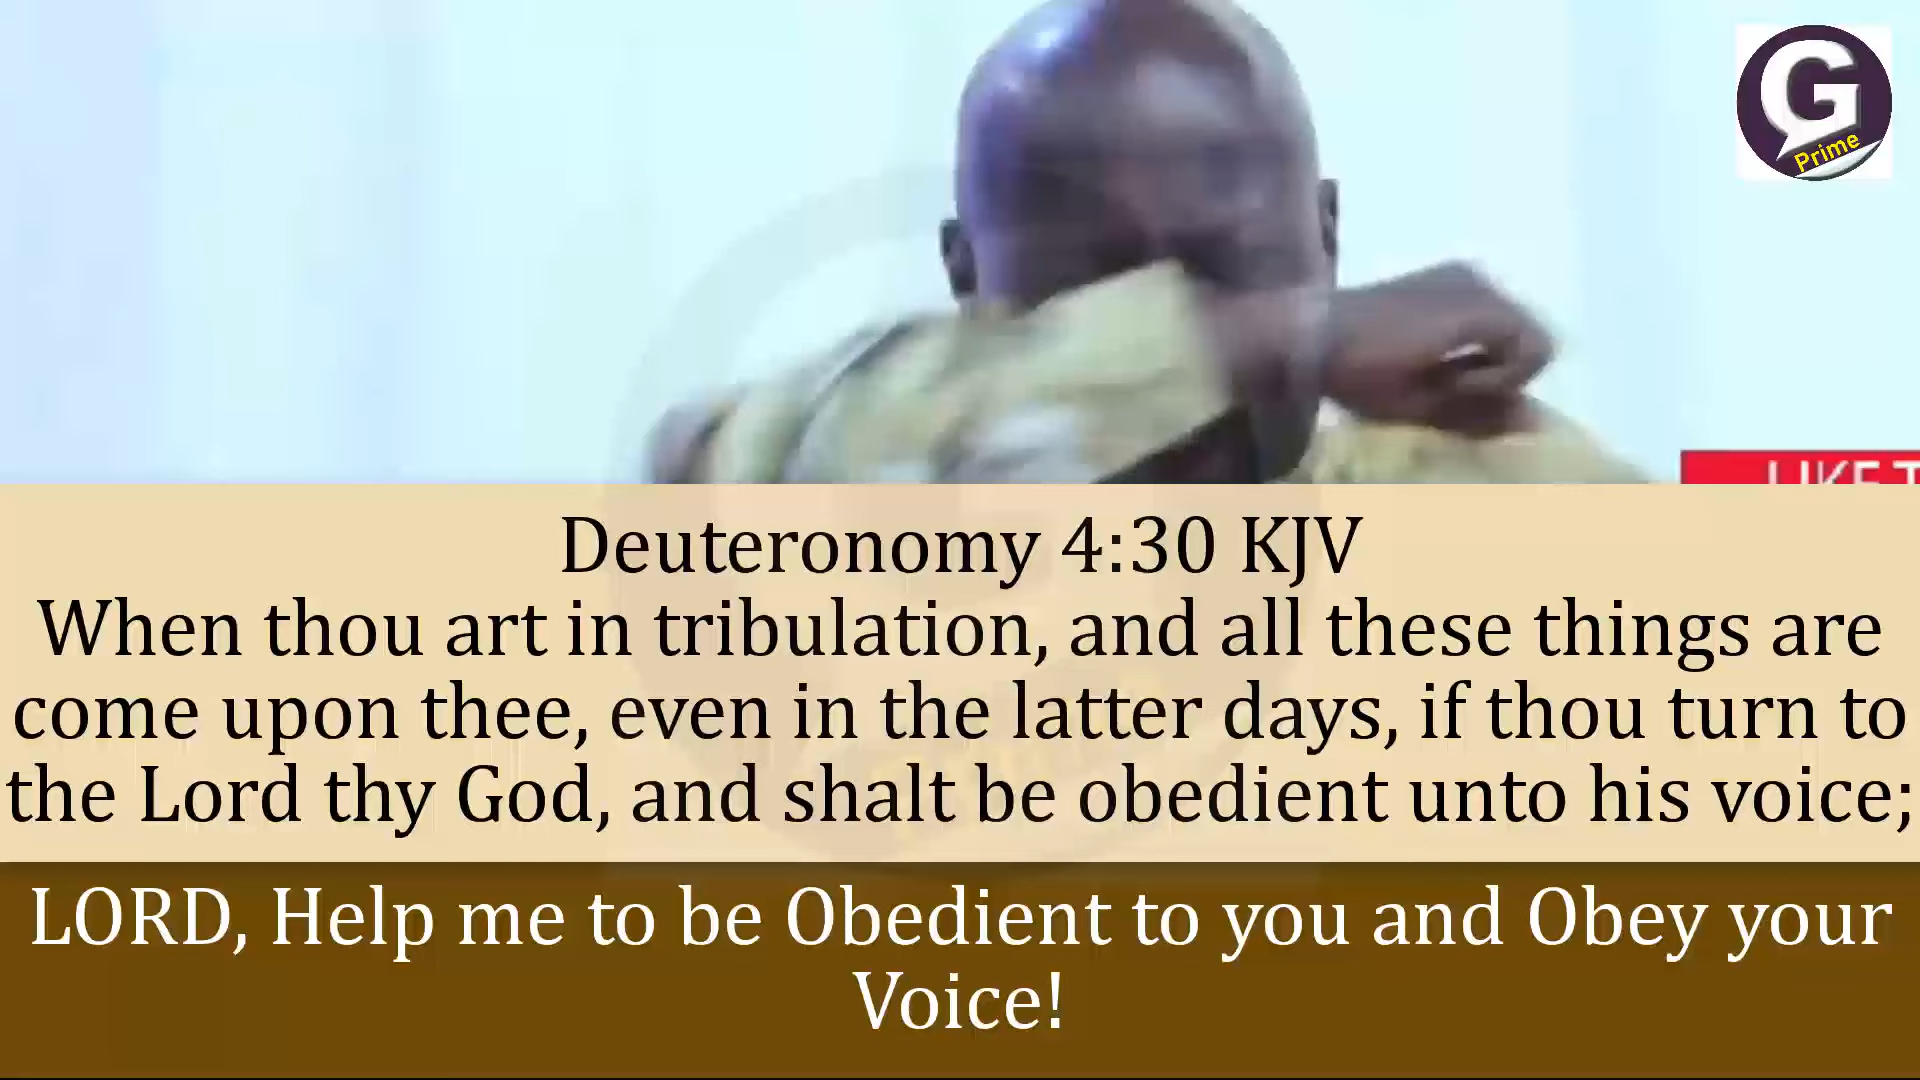 G
Prime
LIKE T
Deuteronomy 4:30 KJV
When thou art in tribulation, and all these things are
come upon thee, even in the latter days, if thou turn to
the Lord thy God, and shalt be obedient unto his voice;
LORD, Help me to be Obedient to you and Obey your
Voice!